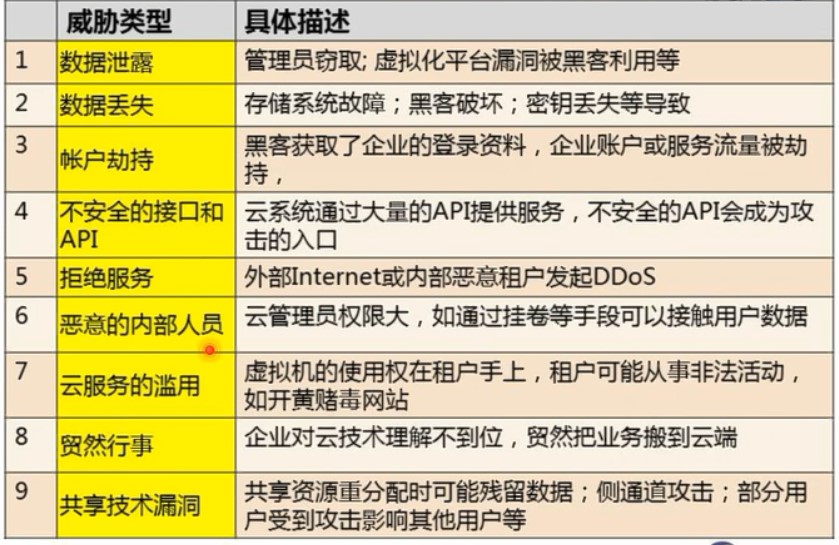 威胁类型 具体描述
1 数据泄露 管理员窃取; 虚拟化平台漏洞被黑客利用等
2 数据丢失 存储系统故障；黑客破坏；密钥丢失等导致
3 帐户劫持 黑客获取了企业的登录资料，企业账户或服务流量被劫
持，
4 不安全的接口和 云系统通过大量的API提供服务，不安全的API会成为攻
API 击的入口
5 拒绝服务 外部Internet或内部恶意租户发起DDoS
6 恶意的内部人员 云管理员权限大，如通过挂卷等手段可以接触用户数据
7 云服务的滥用 虚拟机的使用权在租户手上，租户可能从事非法活动，
如开黄赌毒网站
8 贸然行事 企业对云技术理解不到位，贸然把业务搬到云端
9 共享技术漏洞 共享资源重分配时可能残留数据；侧通道攻击；部分用
户受到攻击影响其他用户等